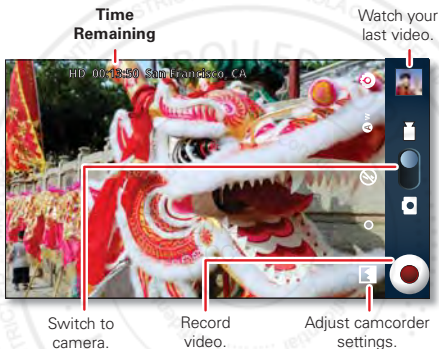 Time
Remaining
Watch your
last video.
HD 00:13:50 San Francisco, CA
Switch to
camera.
Record
video.
Adjust camcorder
settings.